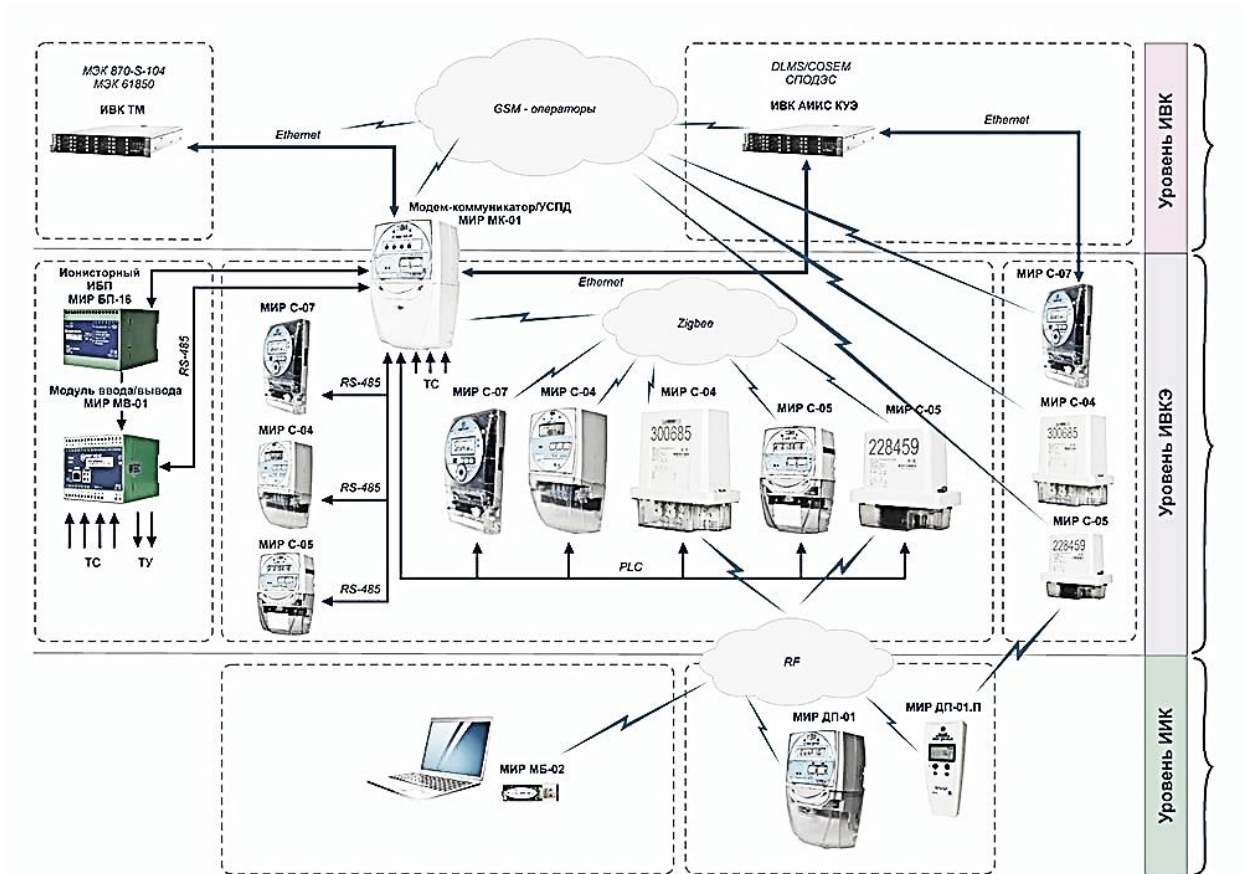 МЭК 870-S-104
МЭК 61850
ИВК ТМ
Ethernet
GSM - операторы
DLMS/COSEM
СПОДЭС
ИВК АИИС КУЭ
Ethernet
Уровень ИВК
Модем-коммуникатор/УСПД
МИР МК-01
Ионисторный
ИБП
МИР БП-16
RS-485
Модуль ввода/вывода
МИР МВ-01
ТС
ТУ
МИР С-07
RS-485
МИР С-04
RS-485
МИР С-05
RS-485
ТС
Ethernet
Zigbee
МИР С-07
МИР С-04
МИР С-04
300685
МИР С-05
МИР С-05
228459
PLC
МИР С-07
МИР С-04
300685
МИР С-05
228459
Уровень ИВКЭ
RF
МИР МБ-02
МИР ДП-01
МИР ДП-01.П
Уровень ИИК